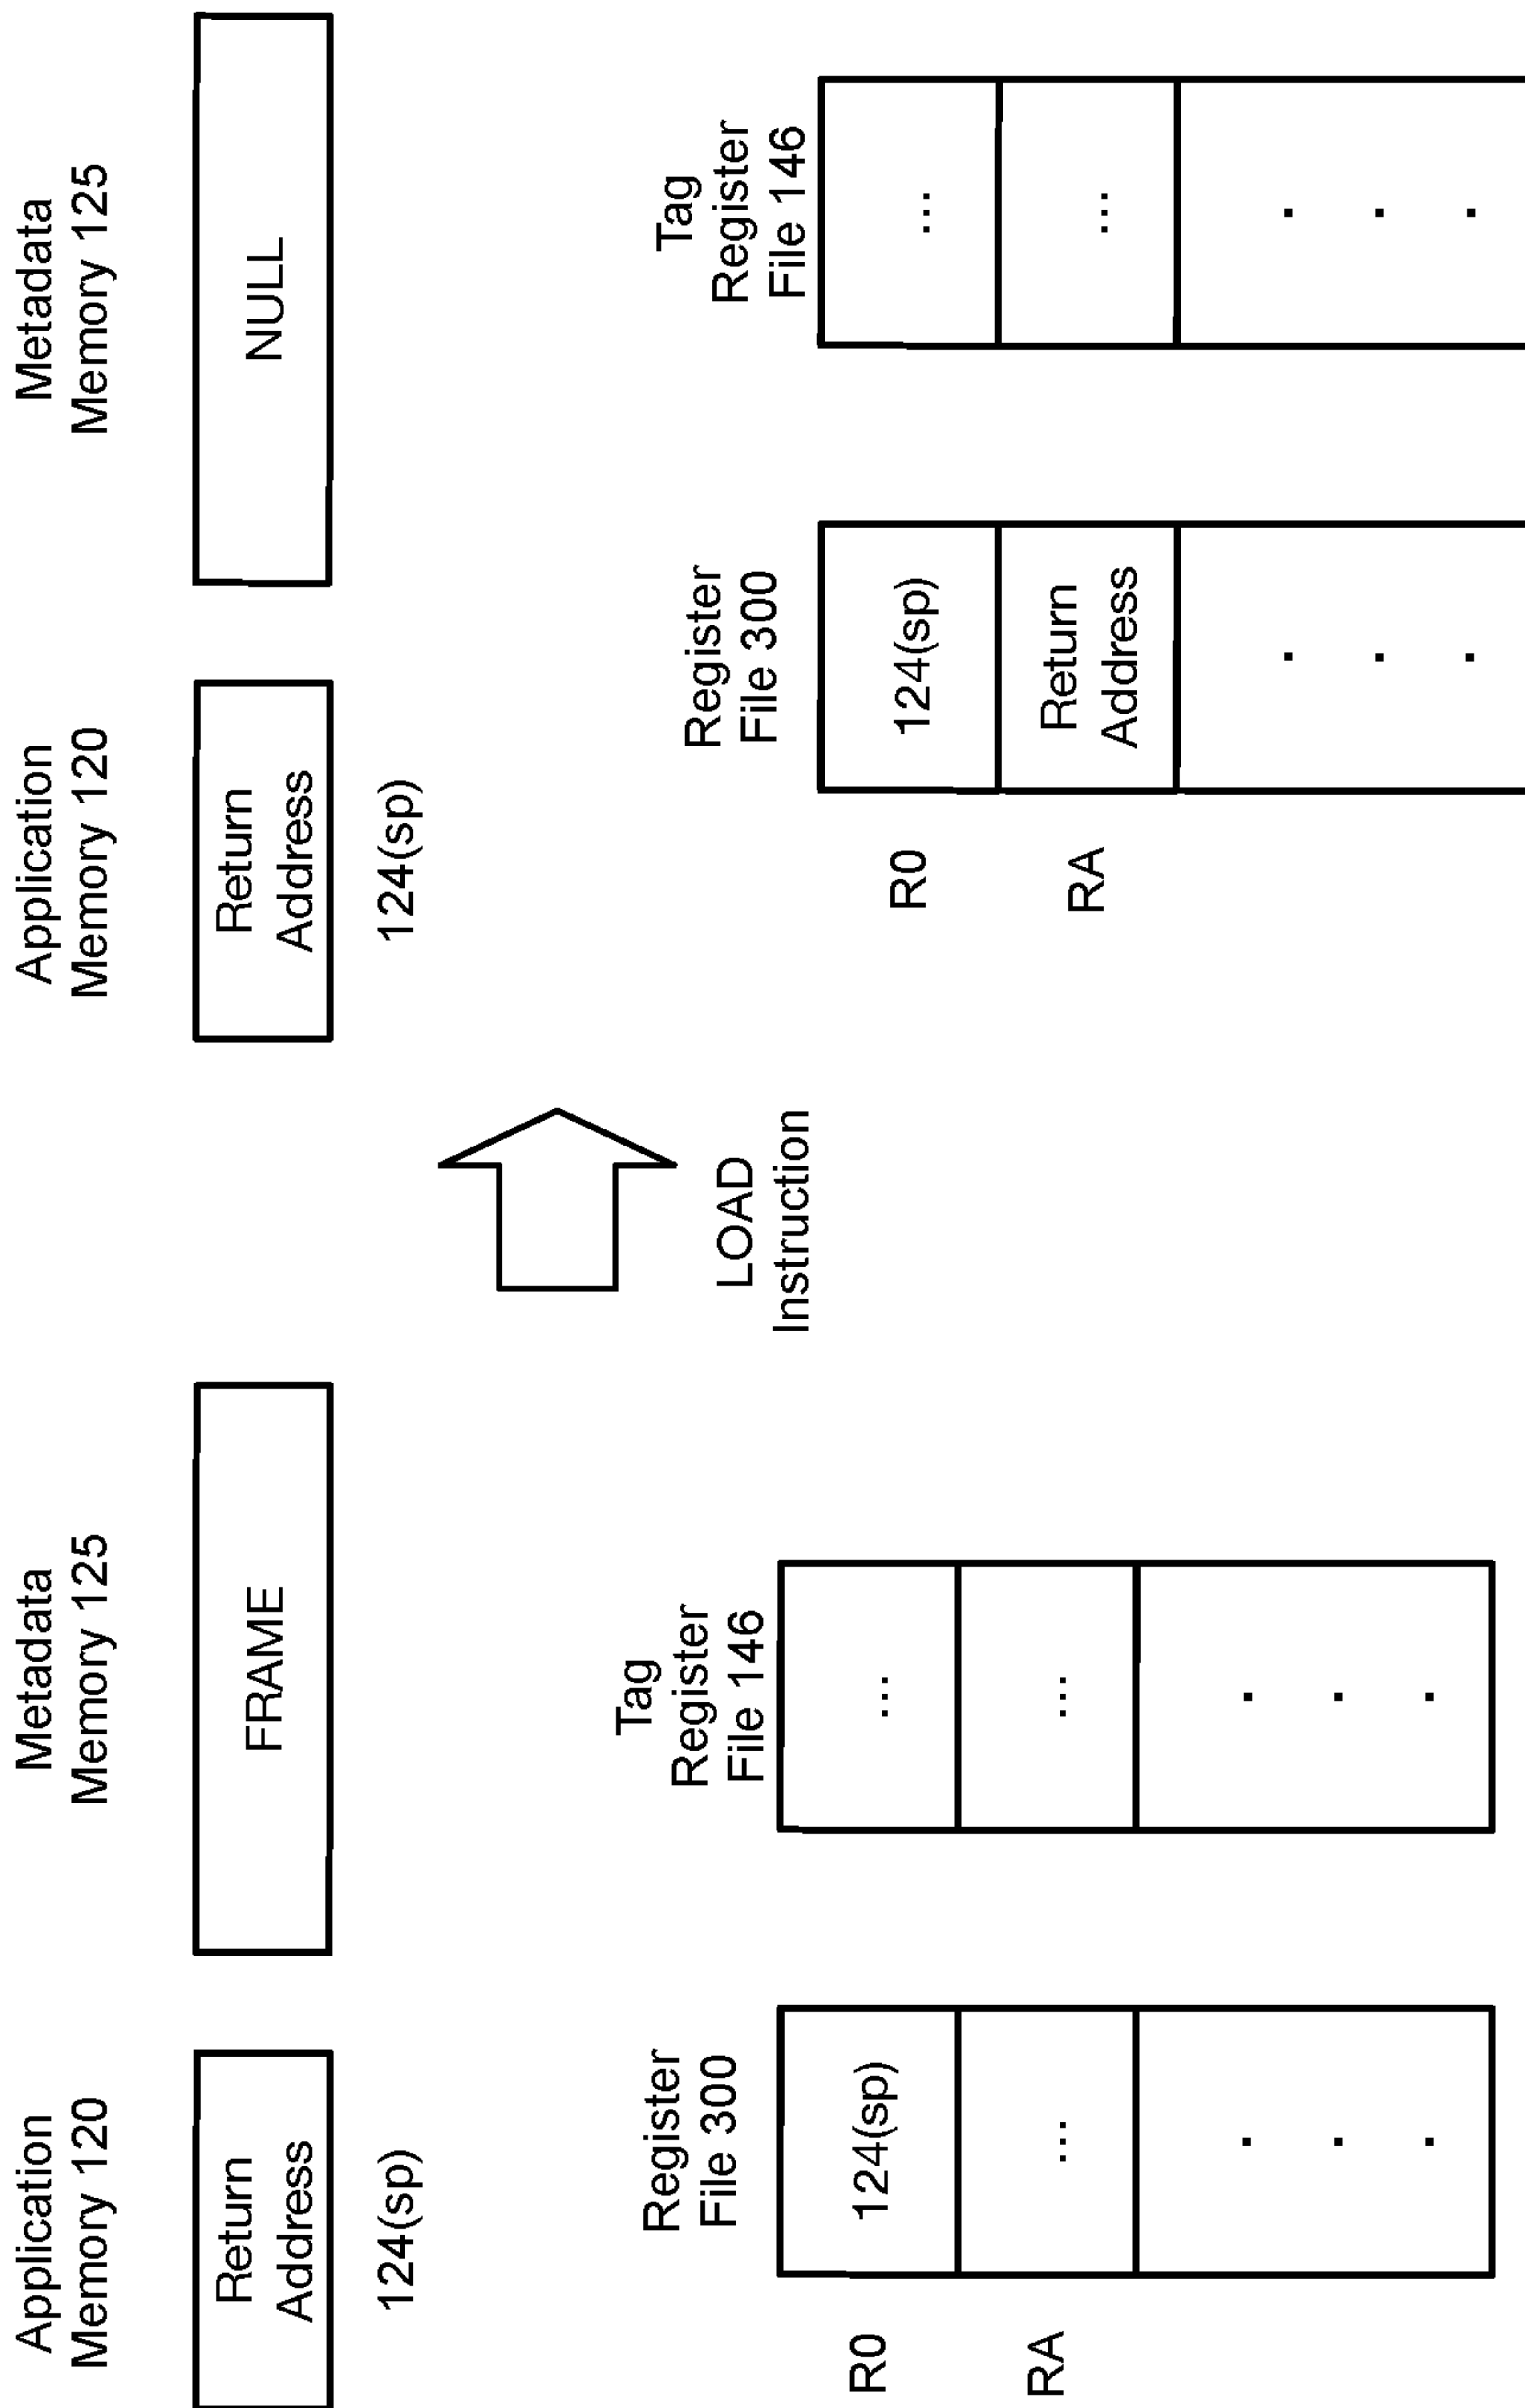 Application
Memory 120
Metadata
Memory 125
Return
Address
FRAME
124(sp)
Register
File 300
Tag
Register
File 146
R0
124(sp)
...
RA
...
...
.
.
.
.
.
.
LOAD
Instruction
Application
Memory 120
Metadata
Memory 125
Return
Address
NULL
124(sp)
Register
File 300
Tag
Register
File 146
R0
124(sp)
...
RA
Return
Address
...
.
.
.
.
.
.